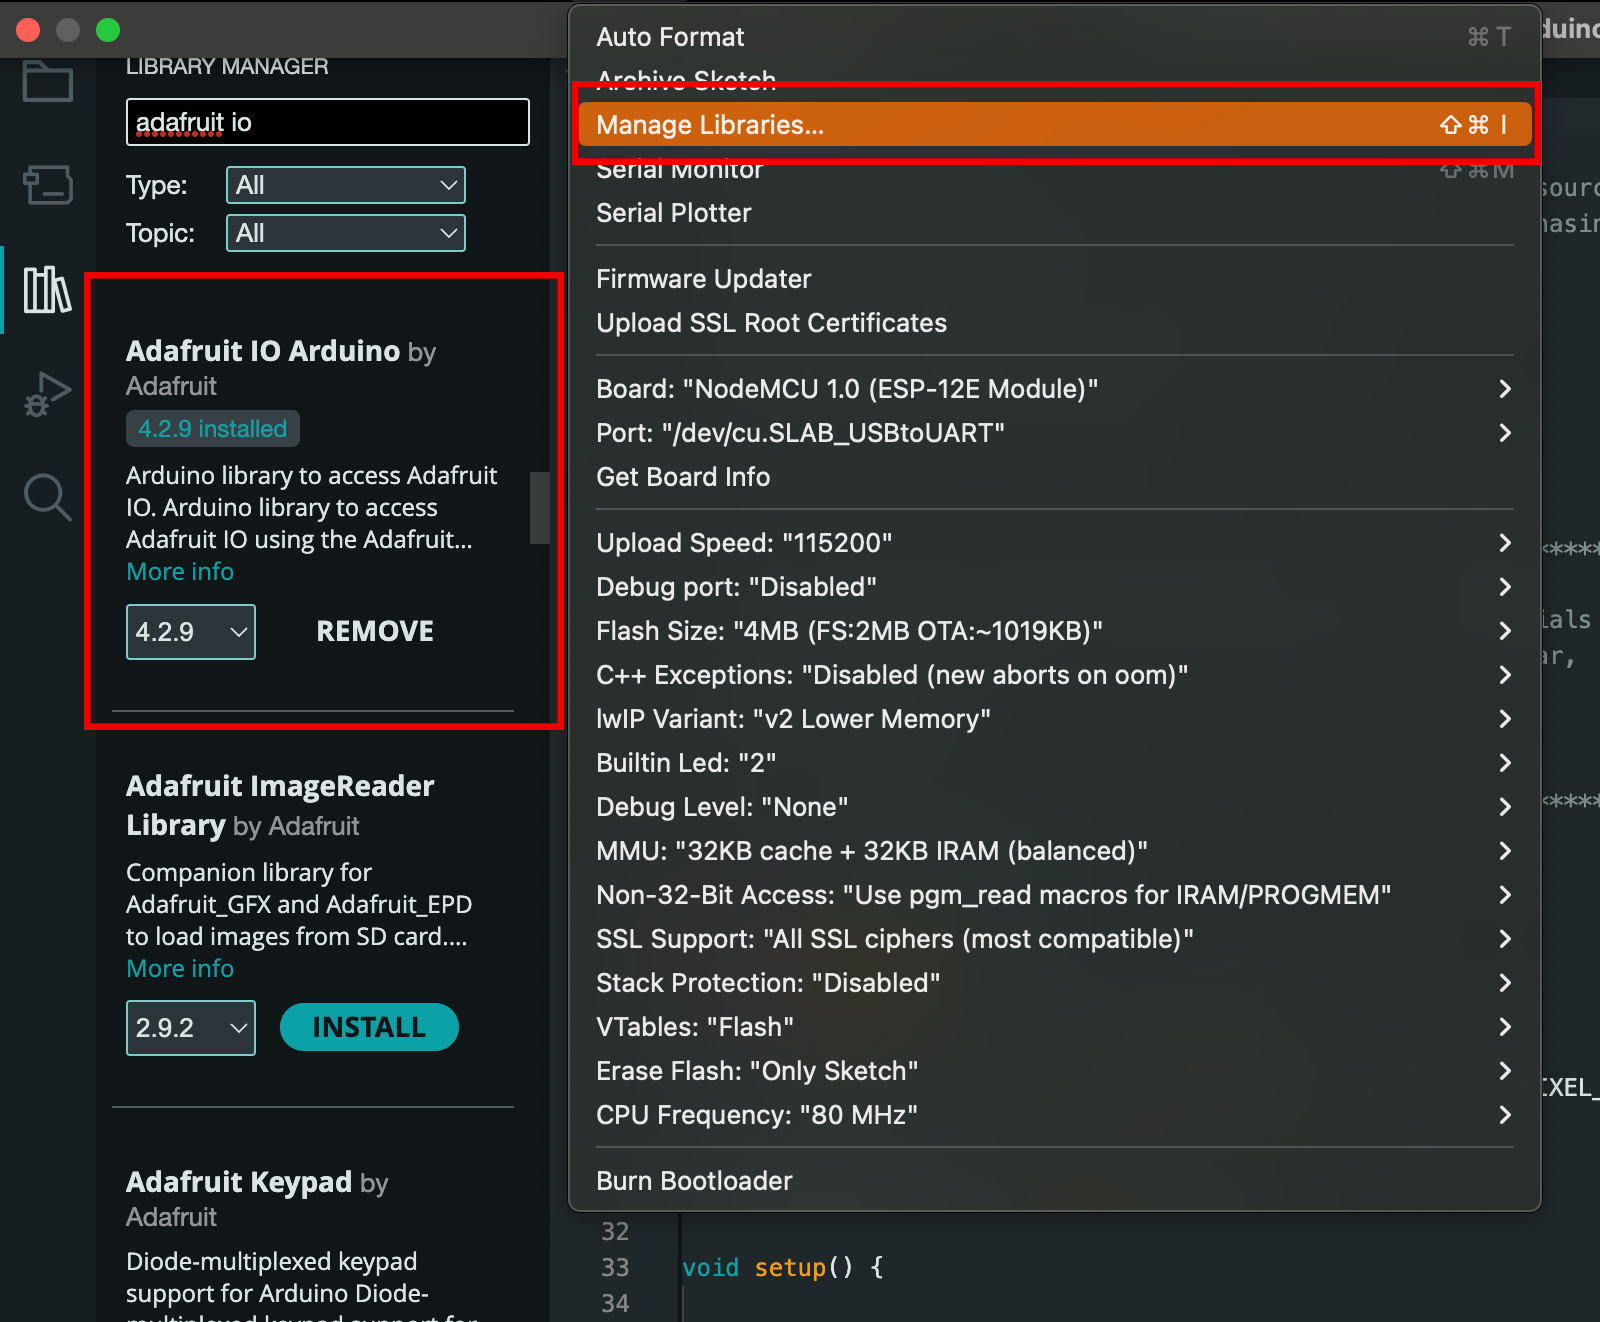 LIBRARY MANAGER
adafruit io
Type: All
Topic: All
Adafruit IO Arduino by
Adafruit
4.2.9 installed
Arduino library to access Adafruit
IO. Arduino library to access
Adafruit IO using the Adafruit...
More info
4.2.9 REMOVE
Adafruit ImageReader
Library by Adafruit
Companion library for
Adafruit_GFX and Adafruit_EPD
to load images from SD card....
More info
2.9.2 INSTALL
Adafruit Keypad by
Adafruit
Diode-multiplexed keypad
support for Arduino Diode-
multiplexed keypad support for
Auto Format ⌘ T
Archive Sketch
Manage Libraries... ⇧ ⌘ I
Serial Monitor ⇧ ⌘ M
Serial Plotter
Firmware Updater
Upload SSL Root Certificates
Board: "NodeMCU 1.0 (ESP-12E Module)"
Port: "/dev/cu.SLAB_USBtoUART"
Get Board Info
Upload Speed: "115200"
Debug port: "Disabled"
Flash Size: "4MB (FS:2MB OTA:~1019KB)"
C++ Exceptions: "Disabled (new aborts on oom)"
lwIP Variant: "v2 Lower Memory"
Builtin Led: "2"
Debug Level: "None"
MMU: "32KB cache + 32KB IRAM (balanced)"
Non-32-Bit Access: "Use pgm_read macros for IRAM/PROGMEM"
SSL Support: "All SSL ciphers (most compatible)"
Stack Protection: "Disabled"
VTables: "Flash"
Erase Flash: "Only Sketch"
CPU Frequency: "80 MHz"
Burn Bootloader
32
33 void setup() {
34